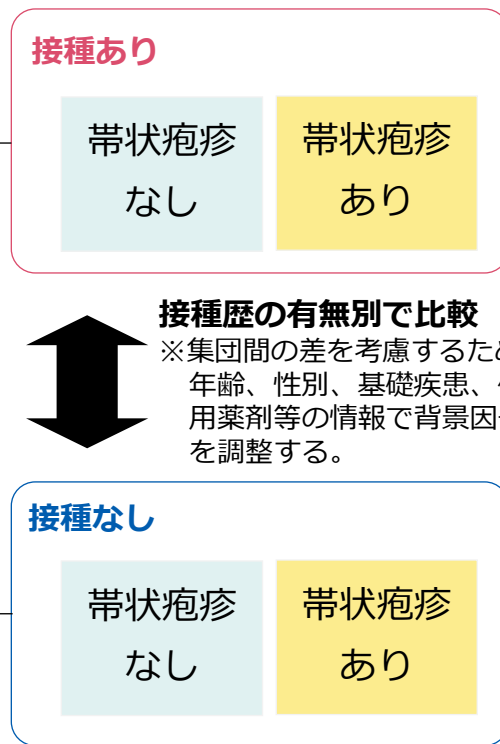 接種あり
帯状疱疹 帯状疱疹
なし あり
接種歴の有無別で比較
※集団間の差を考慮するため
年齢、性別、基礎疾患、
用薬剤等の情報で背景因
を調整する。
接種なし
帯状疱疹 帯状疱疹
なし あり